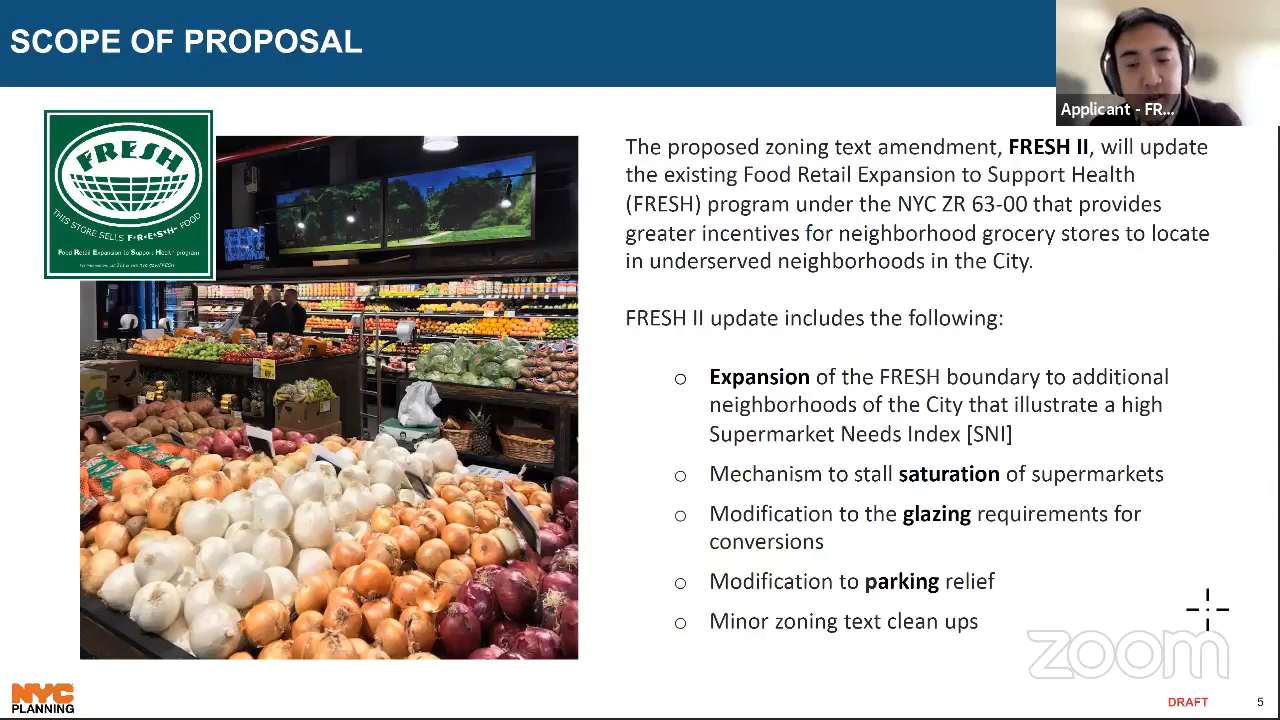 SCOPE OF PROPOSAL
Applicant - FR...
FRESH
THIS STORE SELLS F·R·E·S·H· FOOD
Food Retail Expansion to Support Health program
The proposed zoning text amendment, FRESH II, will update
the existing Food Retail Expansion to Support Health
(FRESH) program under the NYC ZR 63-00 that provides
greater incentives for neighborhood grocery stores to locate
in underserved neighborhoods in the City.
FRESH II update includes the following:
o Expansion of the FRESH boundary to additional
neighborhoods of the City that illustrate a high
Supermarket Needs Index [SNI]
o Mechanism to stall saturation of supermarkets
o Modification to the glazing requirements for
conversions
o Modification to parking relief
o Minor zoning text clean ups
zoom
NYC
PLANNING
DRAFT
5